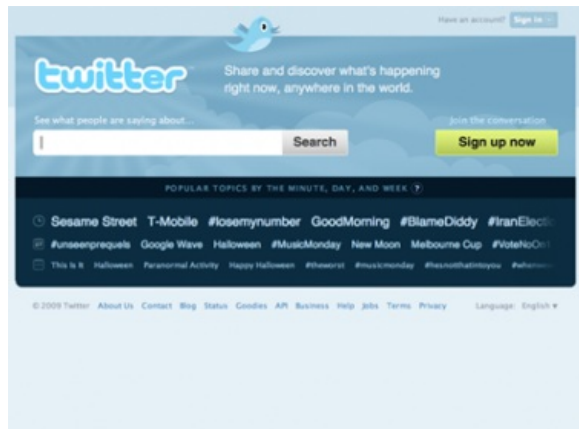 Have an account? Sign in
twitter
Share and discover what's happening
right now, anywhere in the world.
See what people are saying about...
Join the conversation
Search
Sign up now
POPULAR TOPICS BY THE MINUTE, DAY, AND WEEK ?
Sesame Street T-Mobile #losemynumber GoodMorning #BlameDiddy #IranElectic
#unseenprequels Google Wave Halloween #MusicMonday New Moon Melbourne Cup #VoteNoOn1
This Is It Halloween Paranormal Activity Happy Halloween #theworst #musicmonday #hesnotthatintoyou
© 2009 Twitter About Us Contact Blog Status Goodies API Business Help Jobs Terms Privacy Language: English